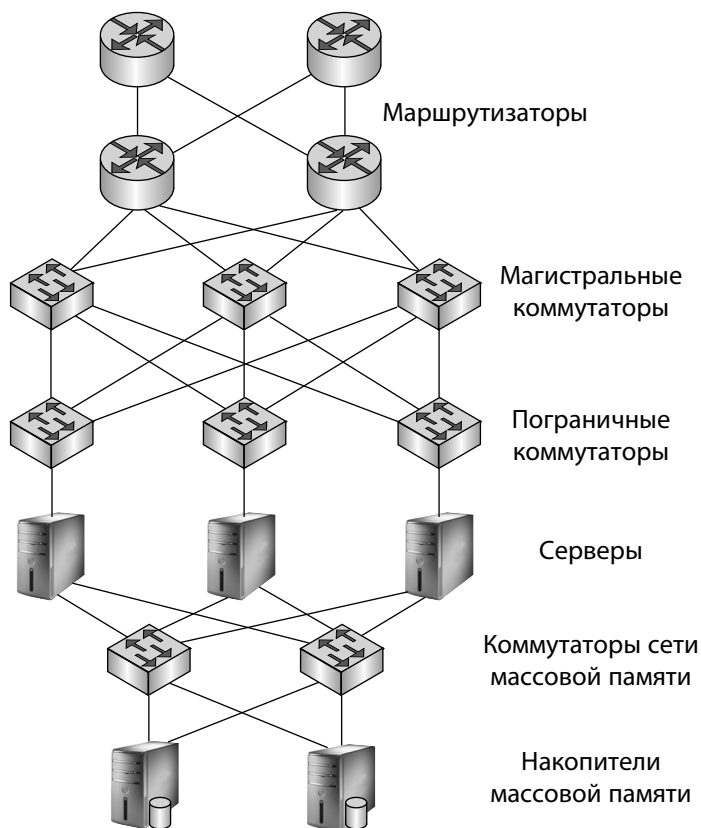 Маршрутизаторы
Магистральные
коммутаторы
Пограничные
коммутаторы
Серверы
Коммутаторы сети
массовой памяти
Накопители
массовой памяти